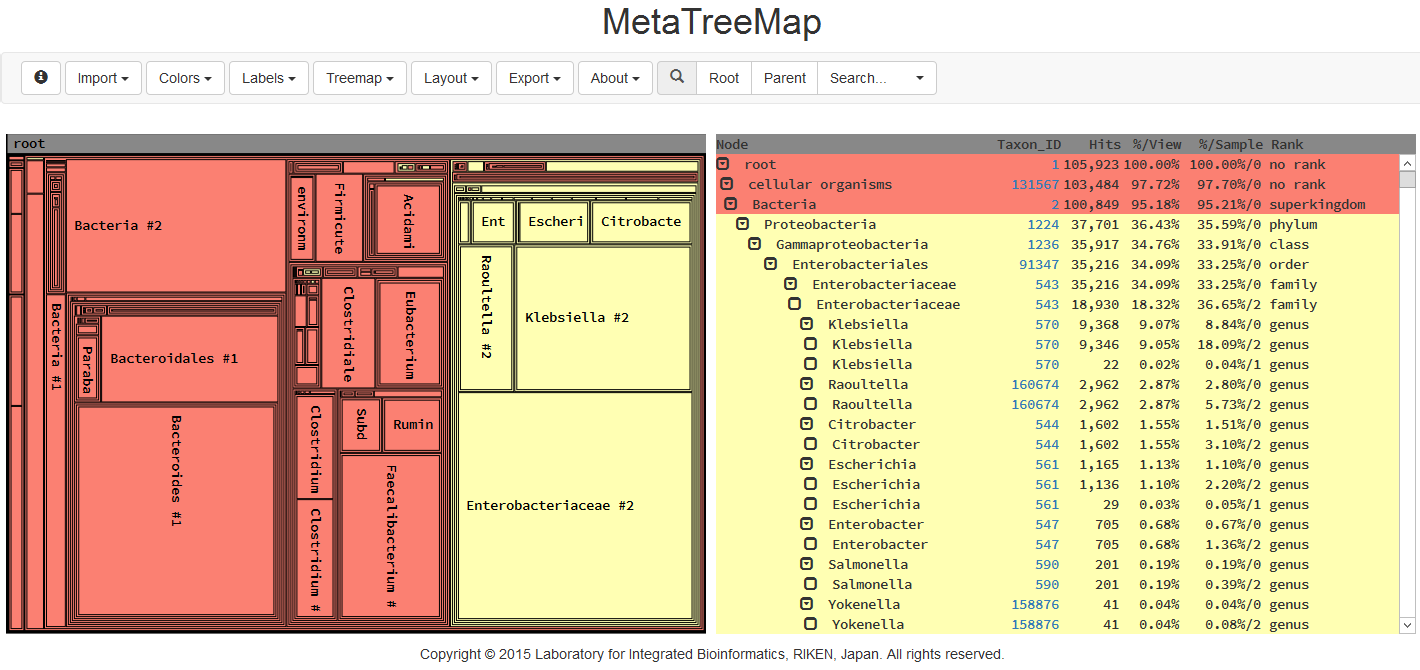 MetaTreeMap
Import Colors Labels Treemap Layout Export About Root Parent Search...
root
Bacteria #2
Bacteria #1
Paraba
Bacteroidales #1
Bacteroides #1
environm
Firmicute
Acidami
Clostridiale
Eubacterium
Clostridium
Clostridium #
Subd
Rumin
Faecalibacterium #
Ent
Escheri
Citrobacte
Raoultella #2
Klebsiella #2
Enterobacteriaceae #2
Node Taxon_ID Hits %/View %/Sample Rank
root 1 105,923 100.00% 100.00%/0 no rank
cellular organisms 131567 103,484 97.72% 97.70%/0 no rank
Bacteria 2 100,849 95.18% 95.21%/0 superkingdom
Proteobacteria 1224 37,701 36.43% 35.59%/0 phylum
Gammaproteobacteria 1236 35,917 34.76% 33.91%/0 class
Enterobacteriales 91347 35,216 34.09% 33.25%/0 order
Enterobacteriaceae 543 35,216 34.09% 33.25%/0 family
Enterobacteriaceae 543 18,930 18.32% 36.65%/2 family
Klebsiella 570 9,368 9.07% 8.84%/0 genus
Klebsiella 570 9,346 9.05% 18.09%/2 genus
Klebsiella 570 22 0.02% 0.04%/1 genus
Raoultella 160674 2,962 2.87% 2.80%/0 genus
Raoultella 160674 2,962 2.87% 5.73%/2 genus
Citrobacter 544 1,602 1.55% 1.51%/0 genus
Citrobacter 544 1,602 1.55% 3.10%/2 genus
Escherichia 561 1,165 1.13% 1.10%/0 genus
Escherichia 561 1,136 1.10% 2.20%/2 genus
Escherichia 561 29 0.03% 0.05%/1 genus
Enterobacter 547 705 0.68% 0.67%/0 genus
Enterobacter 547 705 0.68% 1.36%/2 genus
Salmonella 590 201 0.19% 0.19%/0 genus
Salmonella 590 201 0.19% 0.39%/2 genus
Yokenella 158876 41 0.04% 0.04%/0 genus
Yokenella 158876 41 0.04% 0.08%/2 genus
Copyright © 2015 Laboratory for Integrated Bioinformatics, RIKEN, Japan. All rights reserved.